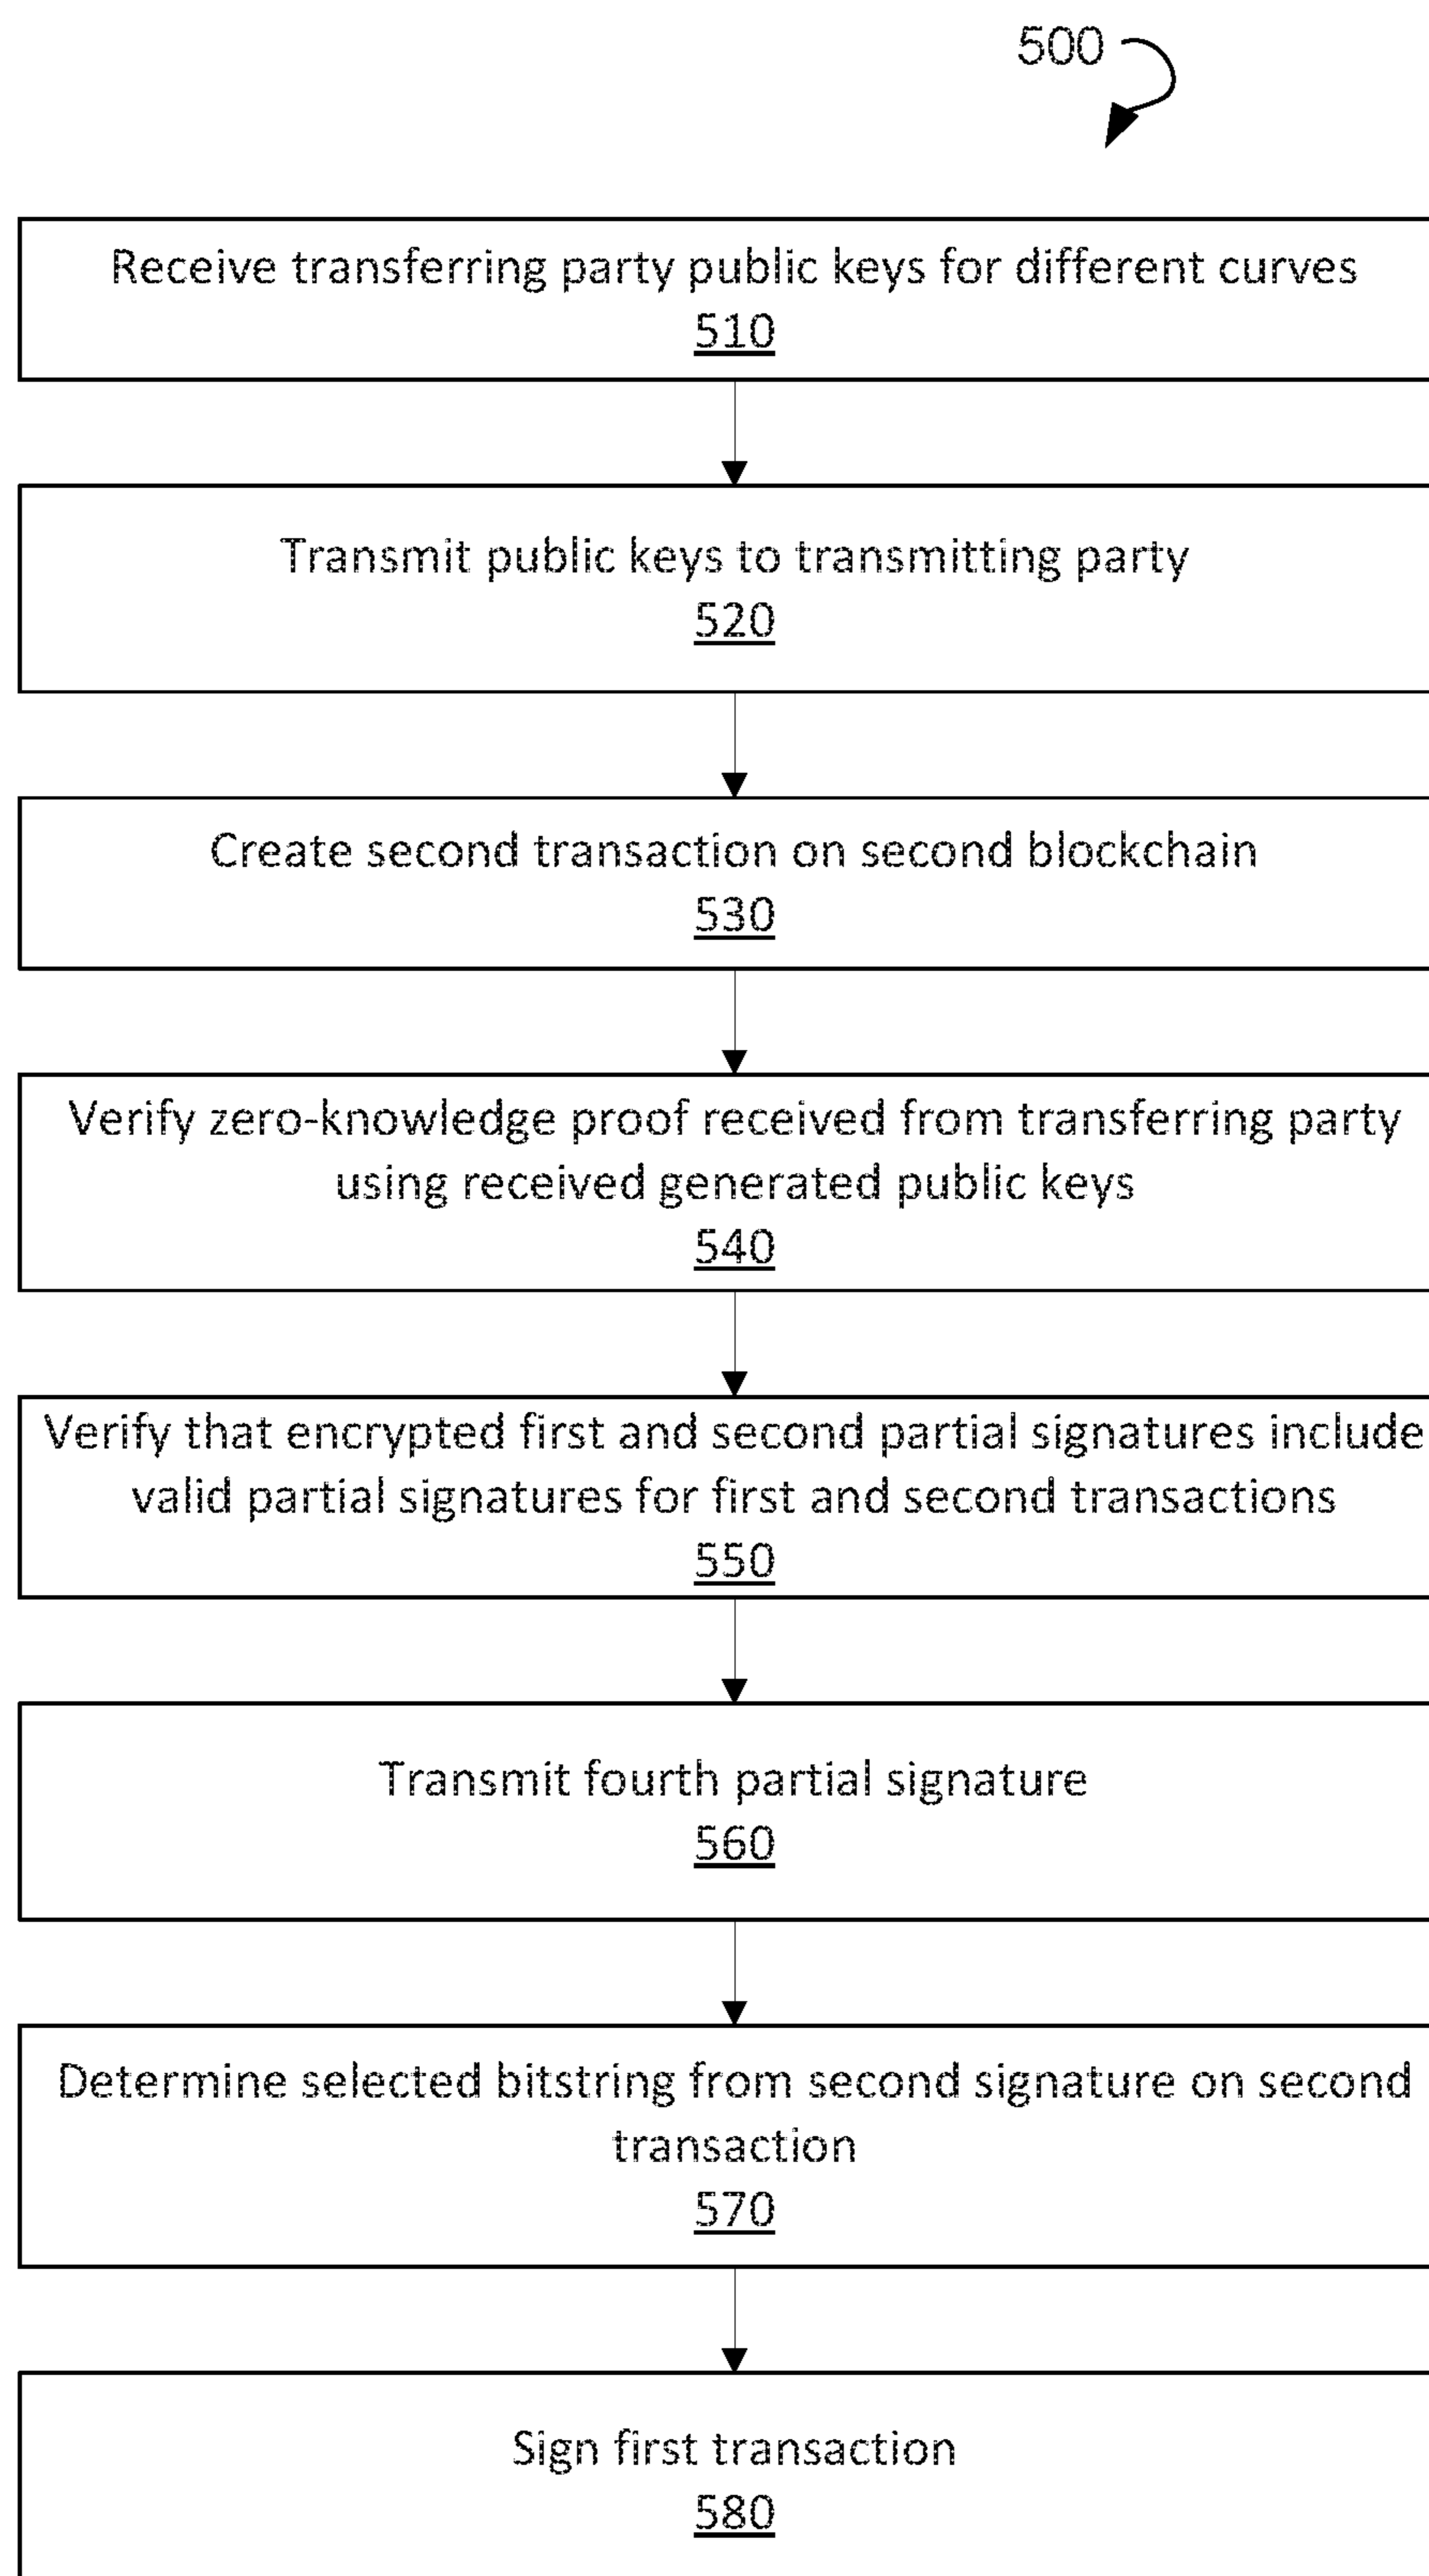 500
Receive transferring party public keys for different curves
510
Transmit public keys to transmitting party
520
Create second transaction on second blockchain
530
Verify zero-knowledge proof received from transferring party
using received generated public keys
540
Verify that encrypted first and second partial signatures include
valid partial signatures for first and second transactions
550
Transmit fourth partial signature
560
Determine selected bitstring from second signature on second
transaction
570
Sign first transaction
580